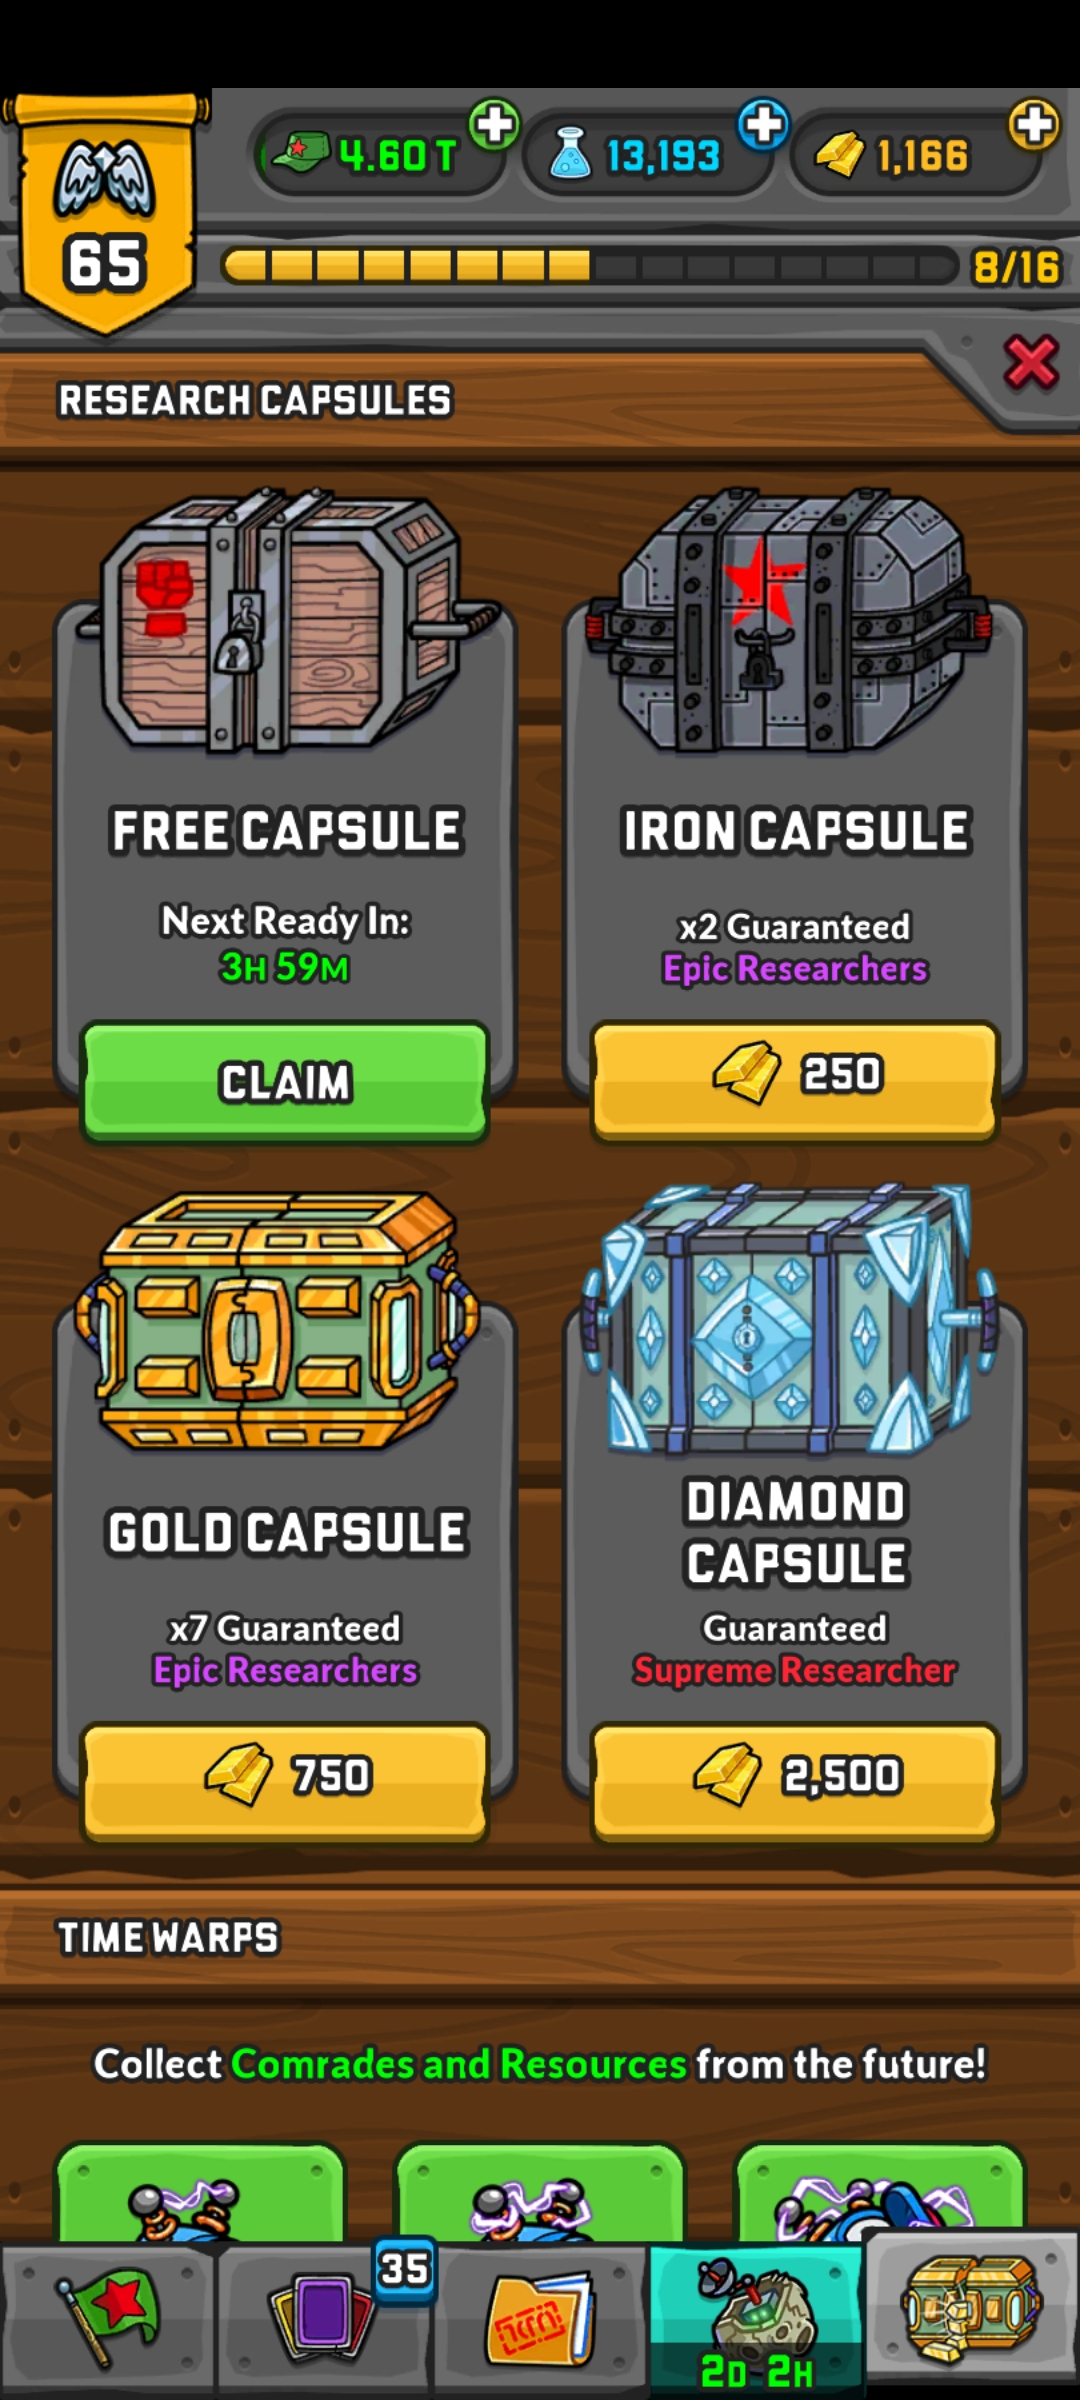 4.60 T
13,193
1,166
65
8/16
RESEARCH CAPSULES
FREE CAPSULE
Next Ready In:
3H 59M
CLAIM
IRON CAPSULE
x2 Guaranteed
Epic Researchers
250
GOLD CAPSULE
x7 Guaranteed
Epic Researchers
750
DIAMOND
CAPSULE
Guaranteed
Supreme Researcher
2,500
TIME WARPS
Collect Comrades and Resources from the future!
35
2D 2H